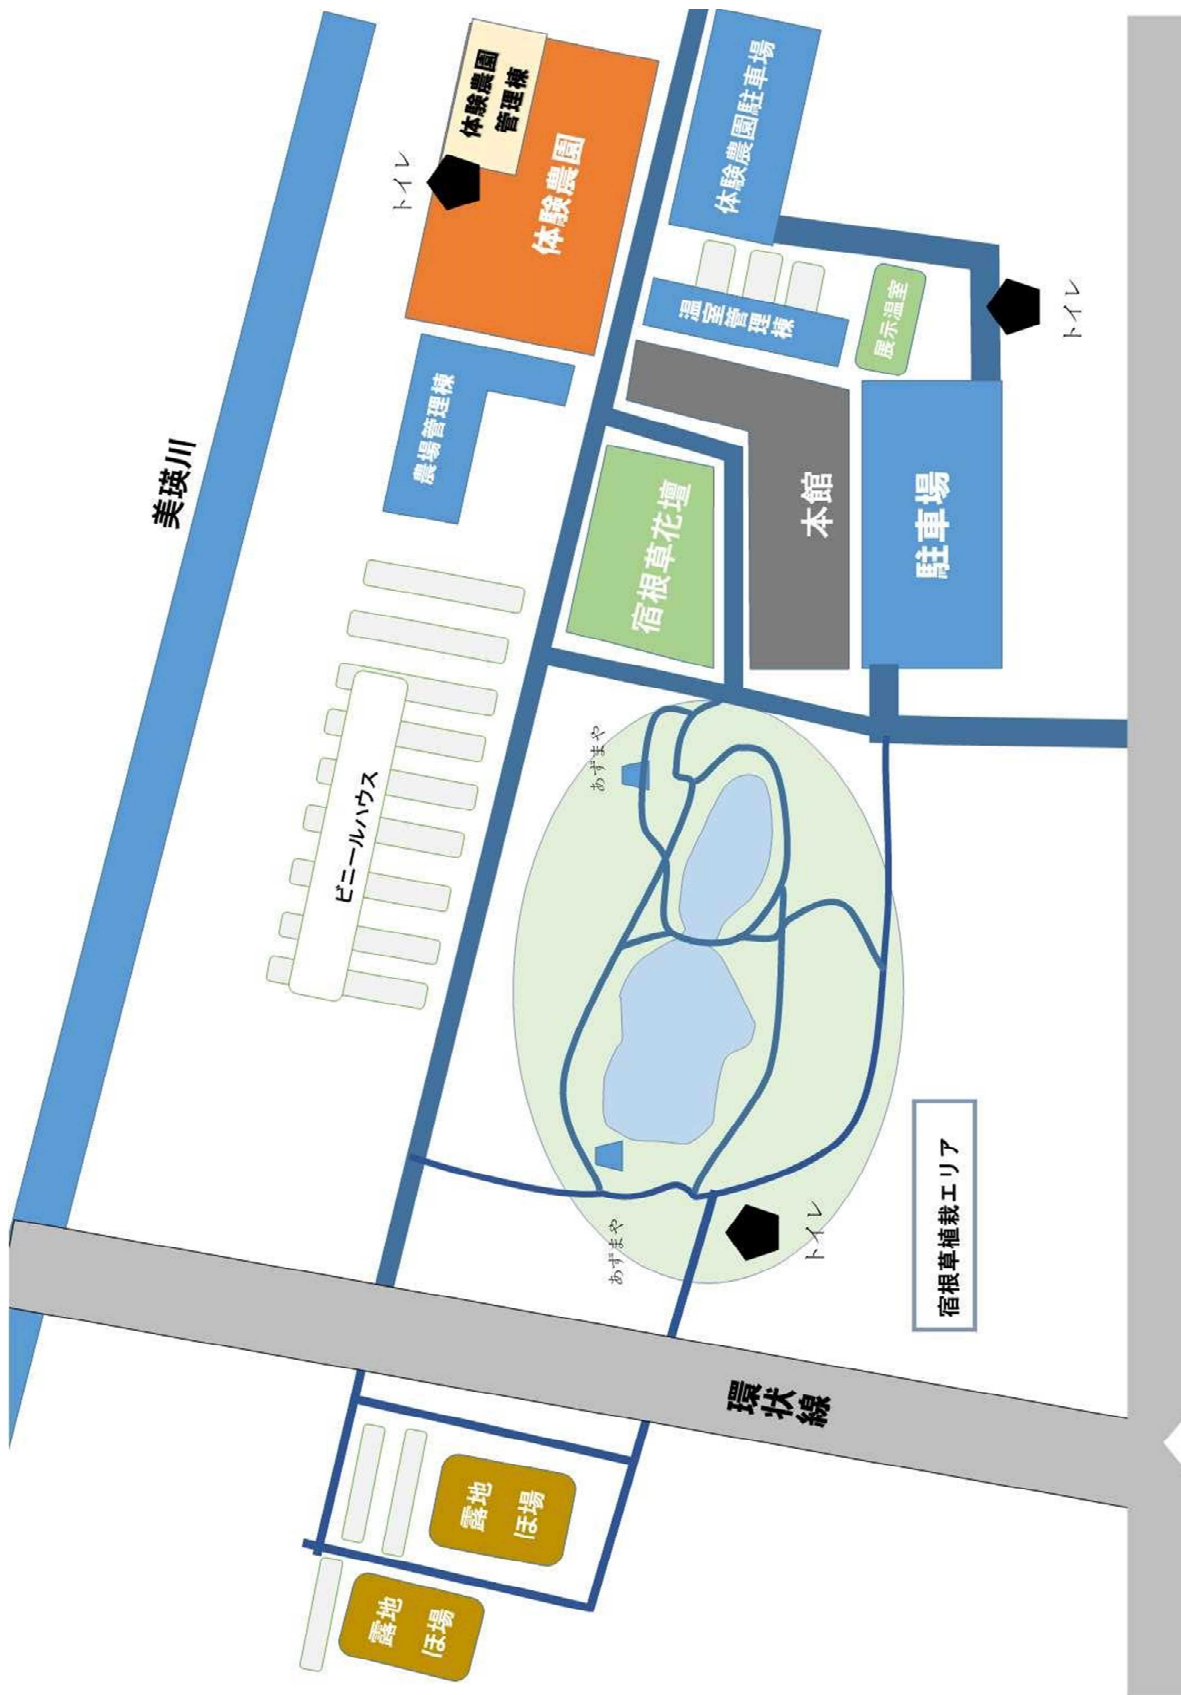 美瑛川
トイレ
体験農園
管理棟
体験農園
体験農園駐車場
農場管理棟
温室管理棟
展示温室
トイレ
本館
宿根草花壇
駐車場
ビニールハウス
あずまや
あずまや
トイレ
宿根草植栽エリア
環
状
線
露地
ほ場
露地
ほ場